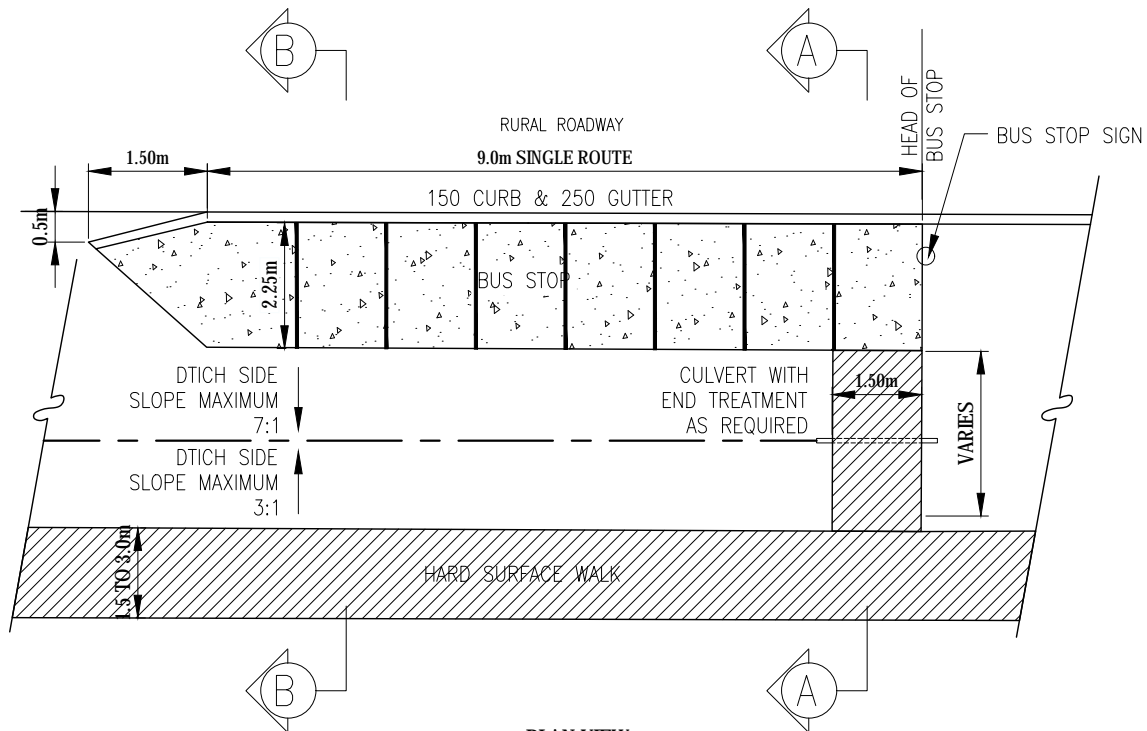 B
A
RURAL ROADWAY
HEAD OF
BUS STOP
BUS STOP SIGN
1.50m
9.0m SINGLE ROUTE
150 CURB & 250 GUTTER
0.5m
2.25m
BUS STOP
DTICH SIDE
SLOPE MAXIMUM
7:1
CULVERT WITH
END TREATMENT
AS REQUIRED
1.50m
VARIES
DTICH SIDE
SLOPE MAXIMUM
3:1
1.5 TO 3.0m
HARD SURFACE WALK
B
A
PLAN VIEW